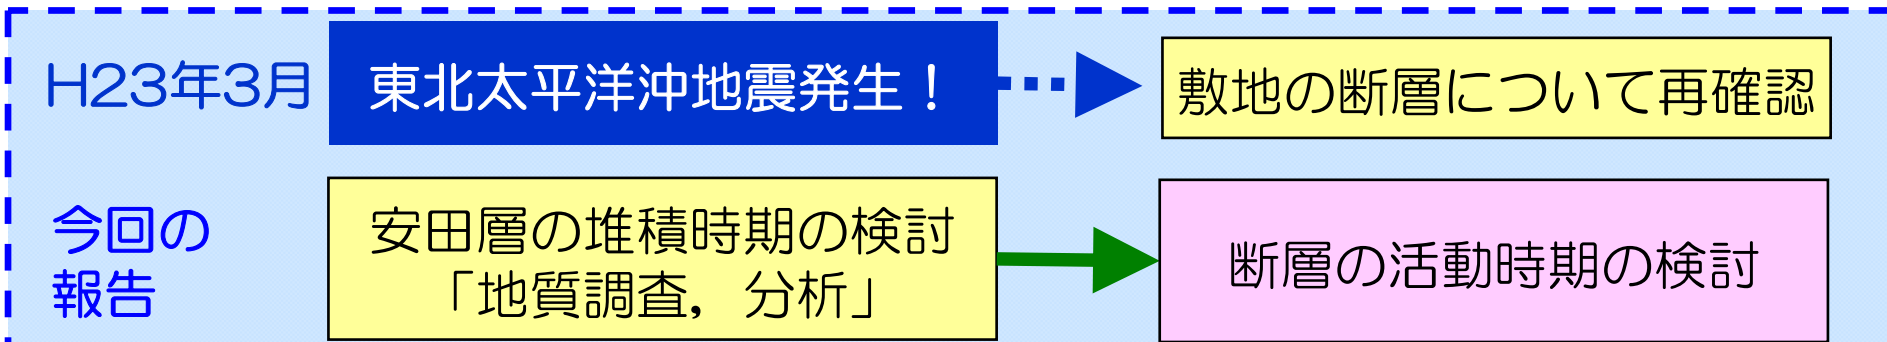 H23年3月
東北太平洋沖地震発生!
敷地の断層について再確認
今回の
報告
安田層の堆積時期の検討
「地質調査,分析」
断層の活動時期の検討